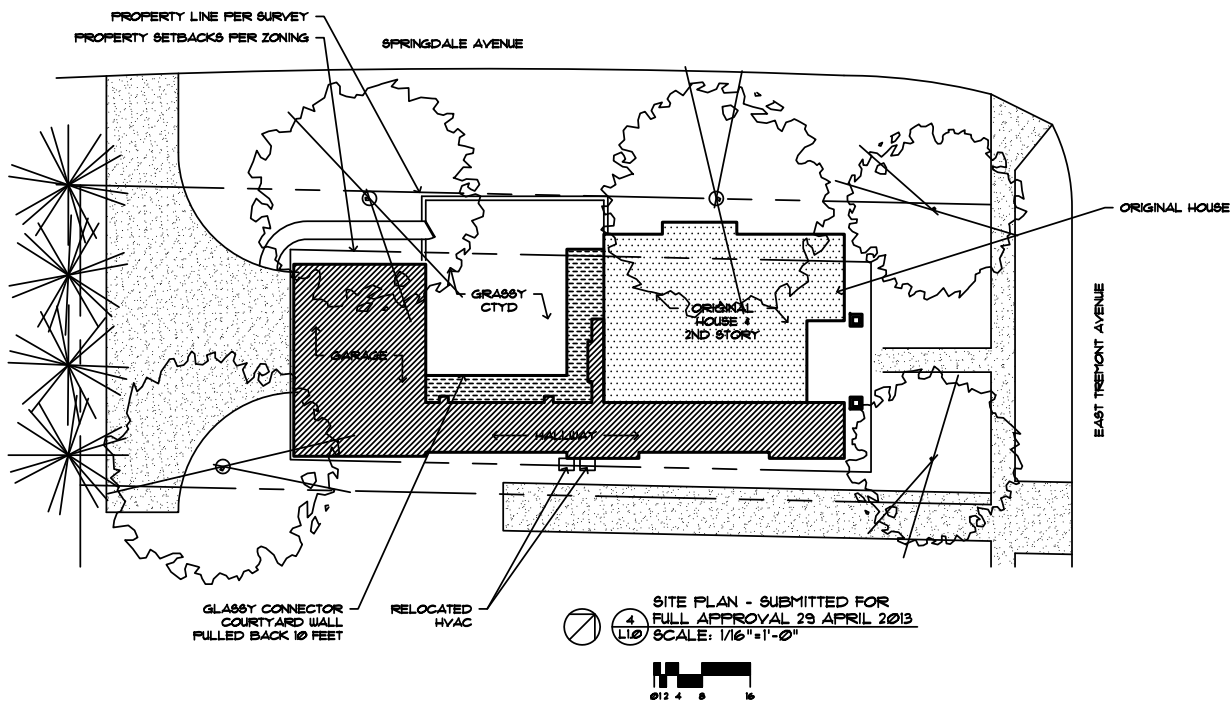 PROPERTY LINE PER SURVEY
PROPERTY SETBACKS PER ZONING
SPRINGDALE AVENUE
ORIGINAL HOUSE
GRASSY
CTYD
ORIGINAL
HOUSE &
2ND STORY
GARAGE
EAST TREMONT AVENUE
HALLWAY
GLASSY CONNECTOR
COURTYARD WALL
PULLED BACK 10 FEET
RELOCATED
HVAC
4
L1.0
SITE PLAN - SUBMITTED FOR
FULL APPROVAL 29 APRIL 2013
SCALE: 1/16"=1'-0"
0 1 2 4 8 16